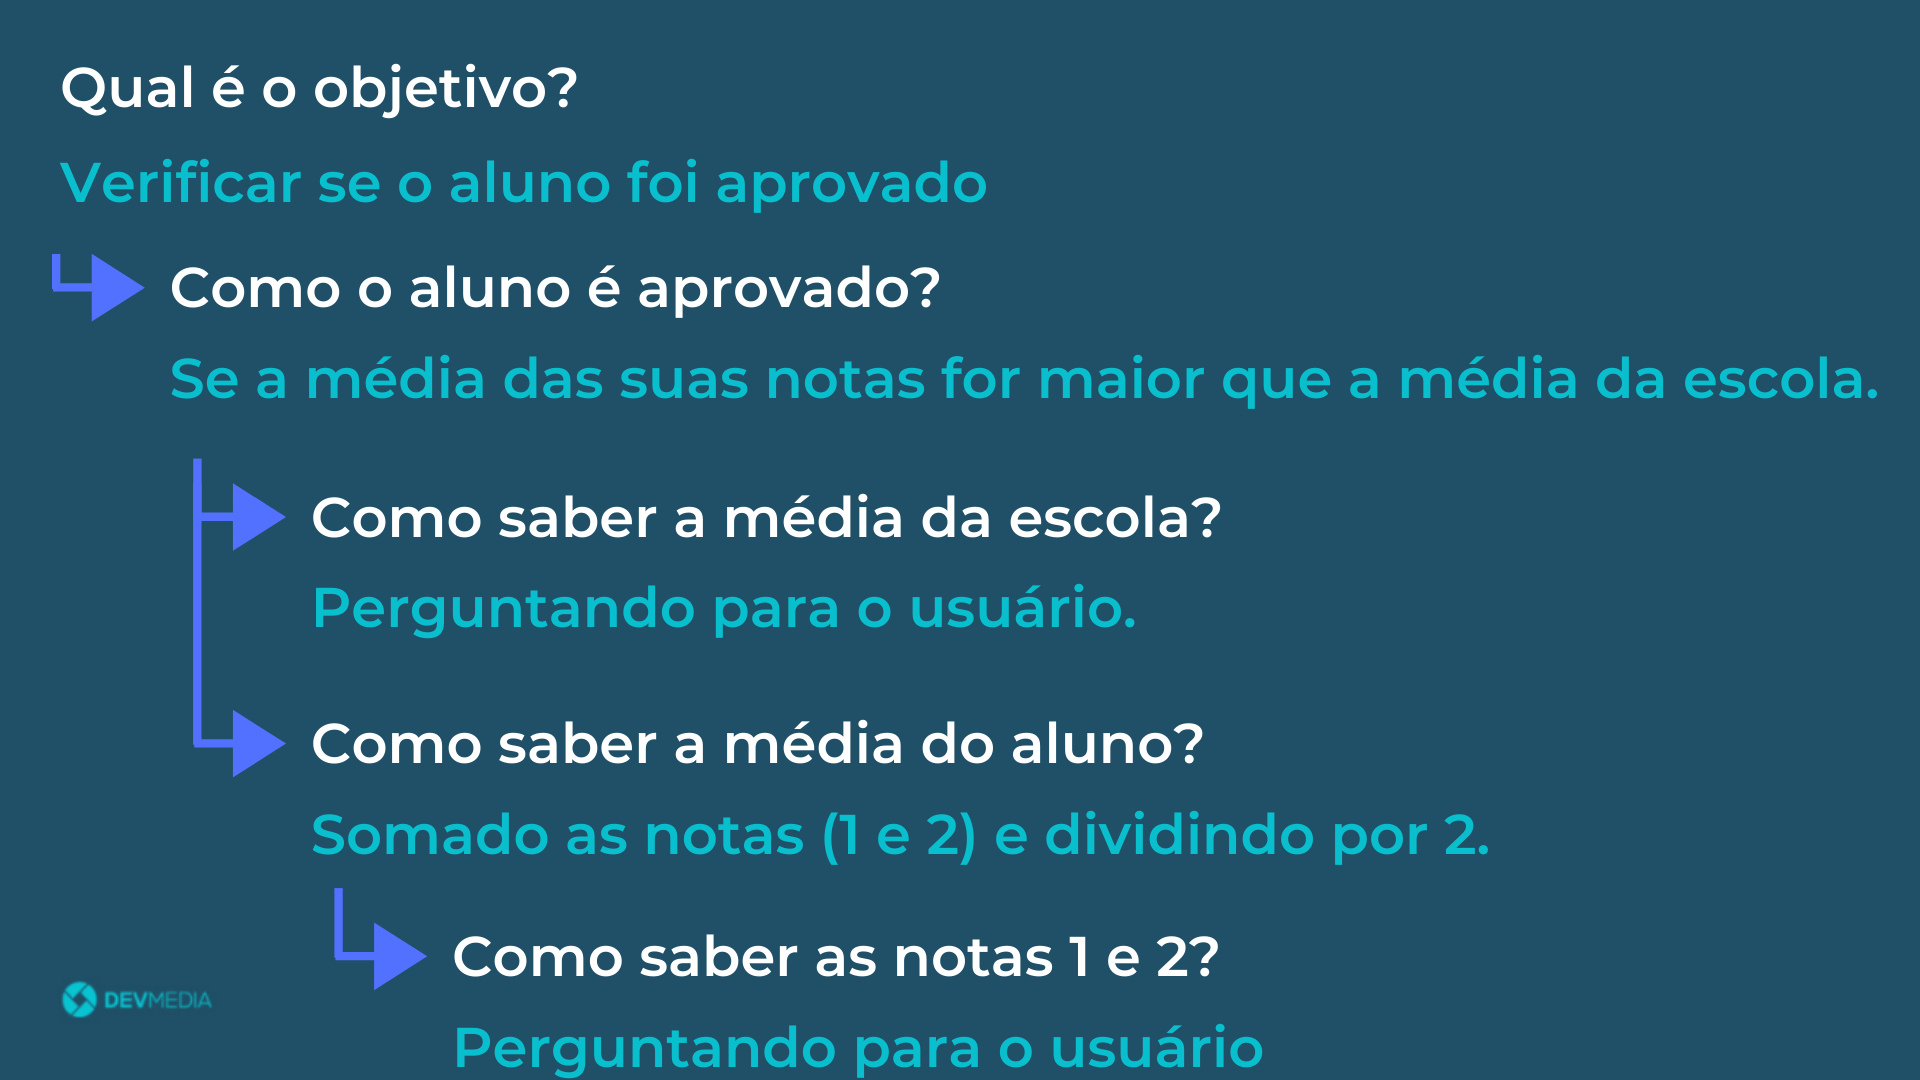 Qual é o objetivo?
Verificar se o aluno foi aprovado
Como o aluno é aprovado?
Se a média das suas notas for maior que a média da escola.
Como saber a média da escola?
Perguntando para o usuário.
Como saber a média do aluno?
Somado as notas (1 e 2) e dividindo por 2.
Como saber as notas 1 e 2?
DEVMEDIA
Perguntando para o usuário